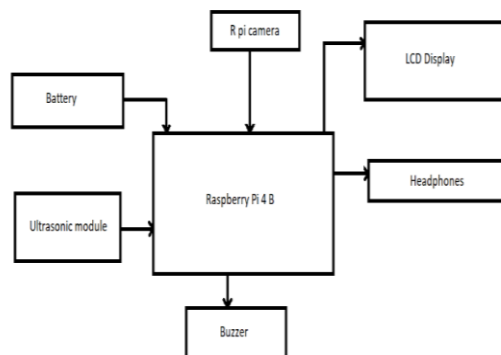 R pi camera
LCD Display
Battery
Raspberry Pi 4 B
Headphones
Ultrasonic module
Buzzer